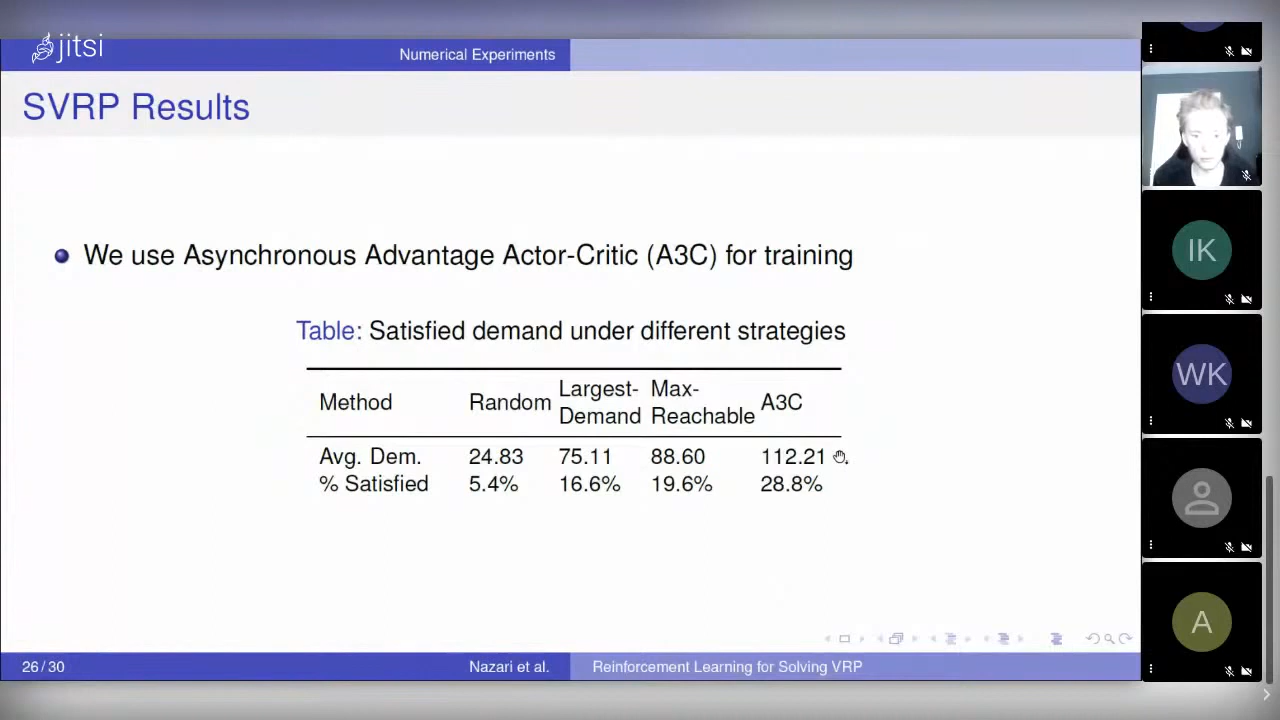 jitsi
Numerical Experiments
SVRP Results
We use Asynchronous Advantage Actor-Critic (A3C) for training
Table: Satisfied demand under different strategies
Method Random Largest-Demand Max-Reachable A3C
Avg. Dem. 24.83 75.11 88.60 112.21
% Satisfied 5.4% 16.6% 19.6% 28.8%
26 / 30 Nazari et al. Reinforcement Learning for Solving VRP
IK
WK
A